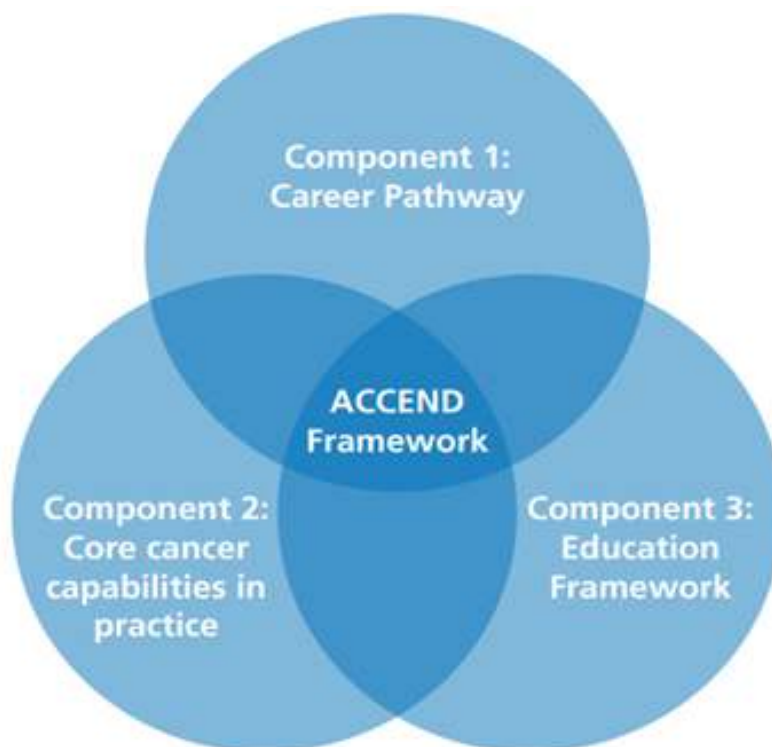 Component 1:
Career Pathway
ACCEND
Framework
Component 2:
Core cancer
capabilities in
practice
Component 3:
Education
Framework